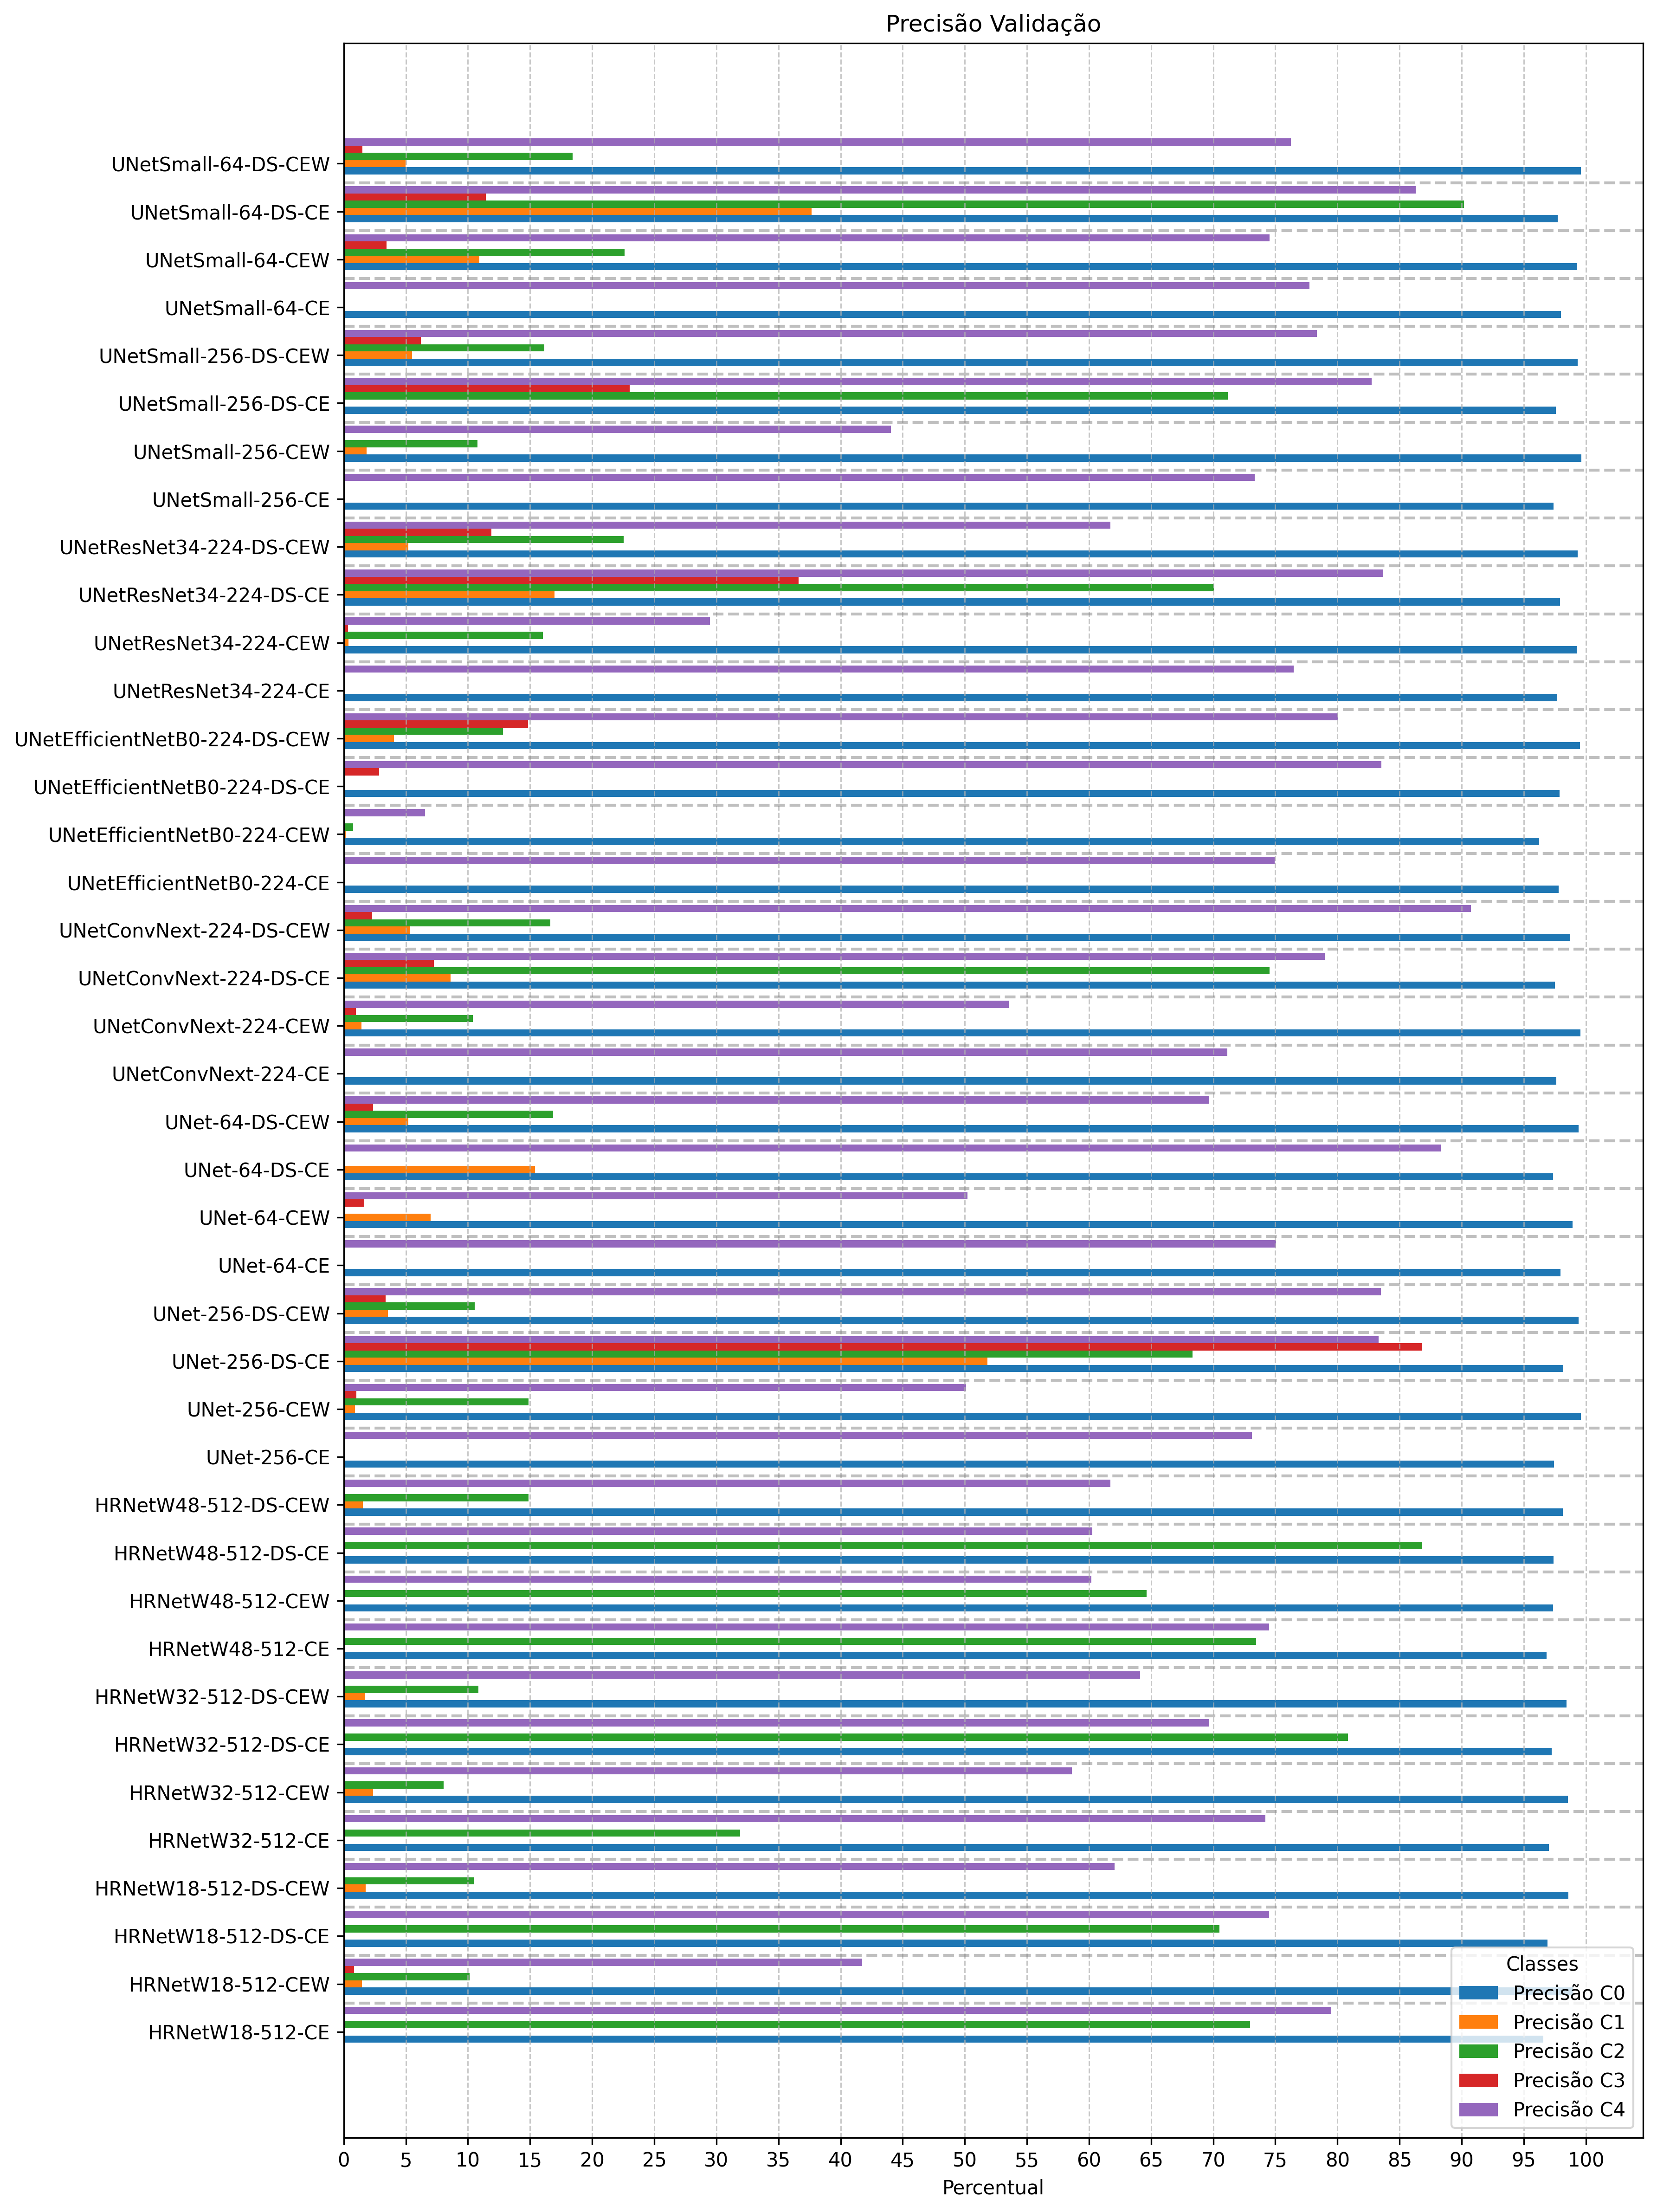 Precisão Validação
UNetSmall-64-DS-CEW
UNetSmall-64-DS-CE
UNetSmall-64-CEW
UNetSmall-64-CE
UNetSmall-256-DS-CEW
UNetSmall-256-DS-CE
UNetSmall-256-CEW
UNetSmall-256-CE
UNetResNet34-224-DS-CEW
UNetResNet34-224-DS-CE
UNetResNet34-224-CEW
UNetResNet34-224-CE
UNetEfficientNetB0-224-DS-CEW
UNetEfficientNetB0-224-DS-CE
UNetEfficientNetB0-224-CEW
UNetEfficientNetB0-224-CE
UNetConvNext-224-DS-CEW
UNetConvNext-224-DS-CE
UNetConvNext-224-CEW
UNetConvNext-224-CE
UNet-64-DS-CEW
UNet-64-DS-CE
UNet-64-CEW
UNet-64-CE
UNet-256-DS-CEW
UNet-256-DS-CE
UNet-256-CEW
UNet-256-CE
HRNetW48-512-DS-CEW
HRNetW48-512-DS-CE
HRNetW48-512-CEW
HRNetW48-512-CE
HRNetW32-512-DS-CEW
HRNetW32-512-DS-CE
HRNetW32-512-CEW
HRNetW32-512-CE
HRNetW18-512-DS-CEW
HRNetW18-512-DS-CE
HRNetW18-512-CEW
HRNetW18-512-CE
Classes
Precisão C0
Precisão C1
Precisão C2
Precisão C3
Precisão C4
0 5 10 15 20 25 30 35 40 45 50 55 60 65 70 75 80 85 90 95 100
Percentual